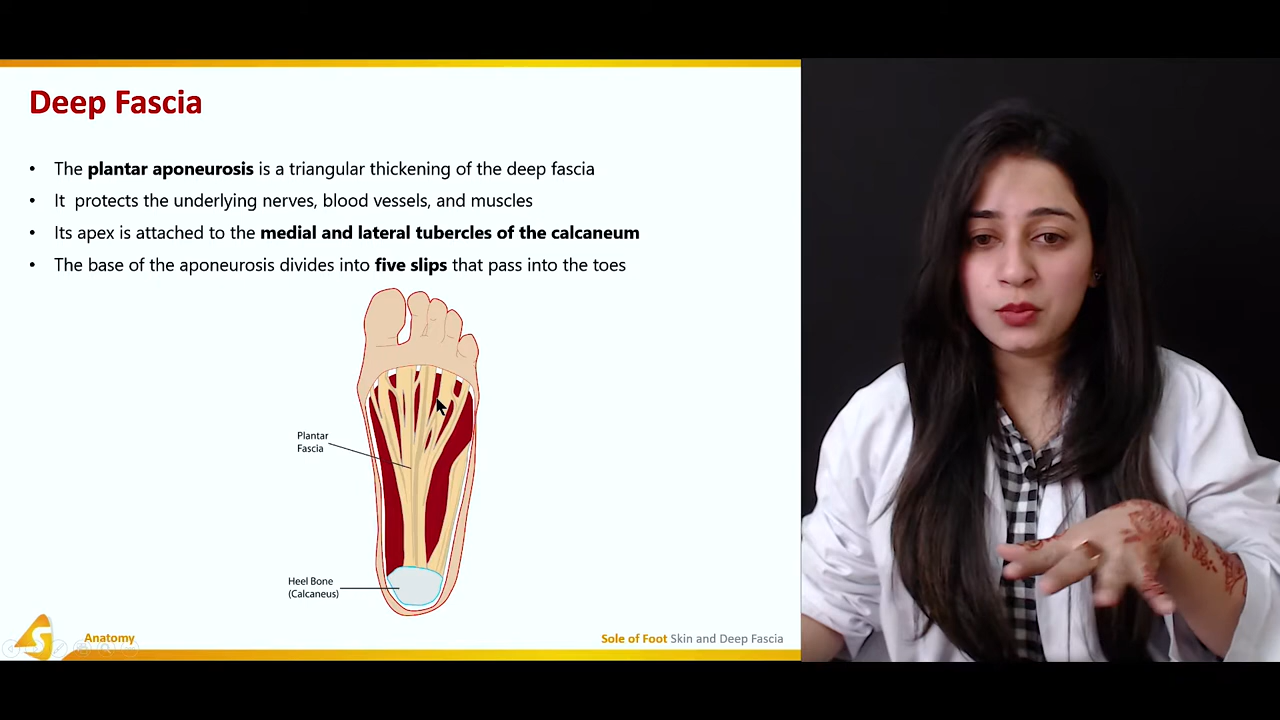 Deep Fascia
• The plantar aponeurosis is a triangular thickening of the deep fascia
• It protects the underlying nerves, blood vessels, and muscles
• Its apex is attached to the medial and lateral tubercles of the calcaneum
• The base of the aponeurosis divides into five slips that pass into the toes
Plantar
Fascia
Heel Bone
(Calcaneus)
S
Anatomy
Sole of Foot Skin and Deep Fascia